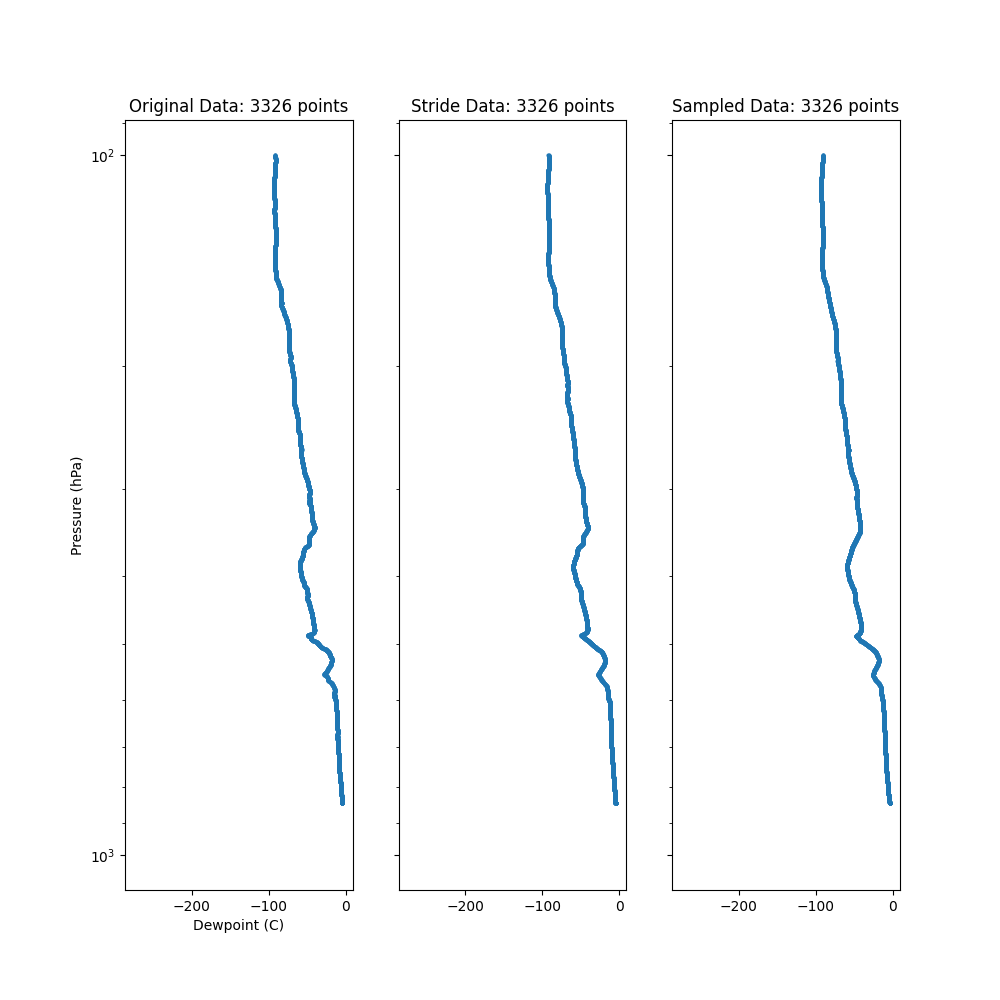 Original Data: 3326 points
Stride Data: 3326 points
Sampled Data: 3326 points
10²
10³
Pressure (hPa)
−200
−100
0
−200
−100
0
−200
−100
0
Dewpoint (C)